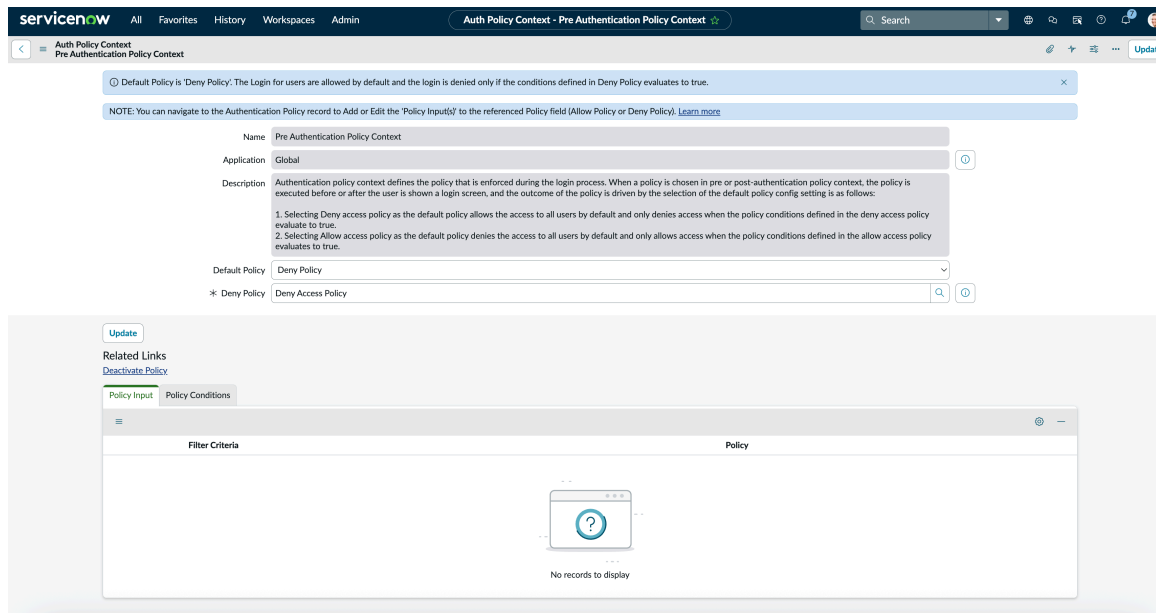 servicenow All Favorites History Workspaces Admin Auth Policy Context - Pre Authentication Policy Context Search 7
Auth Policy Context
Pre Authentication Policy Context
Default Policy is 'Deny Policy'. The Login for users are allowed by default and the login is denied only if the conditions defined in Deny Policy evaluates to true.
NOTE: You can navigate to the Authentication Policy record to Add or Edit the 'Policy Input(s)' to the referenced Policy field (Allow Policy or Deny Policy). Learn more
Name Pre Authentication Policy Context
Application Global
Description Authentication policy context defines the policy that is enforced during the login process. When a policy is chosen in pre or post-authentication policy context, the policy is
executed before or after the user is shown a login screen, and the outcome of the policy is driven by the selection of the default policy config setting is as follows:
1. Selecting Deny access policy as the default policy allows the access to all users by default and only denies access when the policy conditions defined in the deny access policy
evaluate to true.
2. Selecting Allow access policy as the default policy denies the access to all users by default and only allows access when the policy conditions defined in the allow access policy
evaluates to true.
Default Policy Deny Policy
Deny Policy Deny Access Policy
Update
Related Links
Deactivate Policy
Policy Input Policy Conditions
Filter Criteria Policy
No records to display